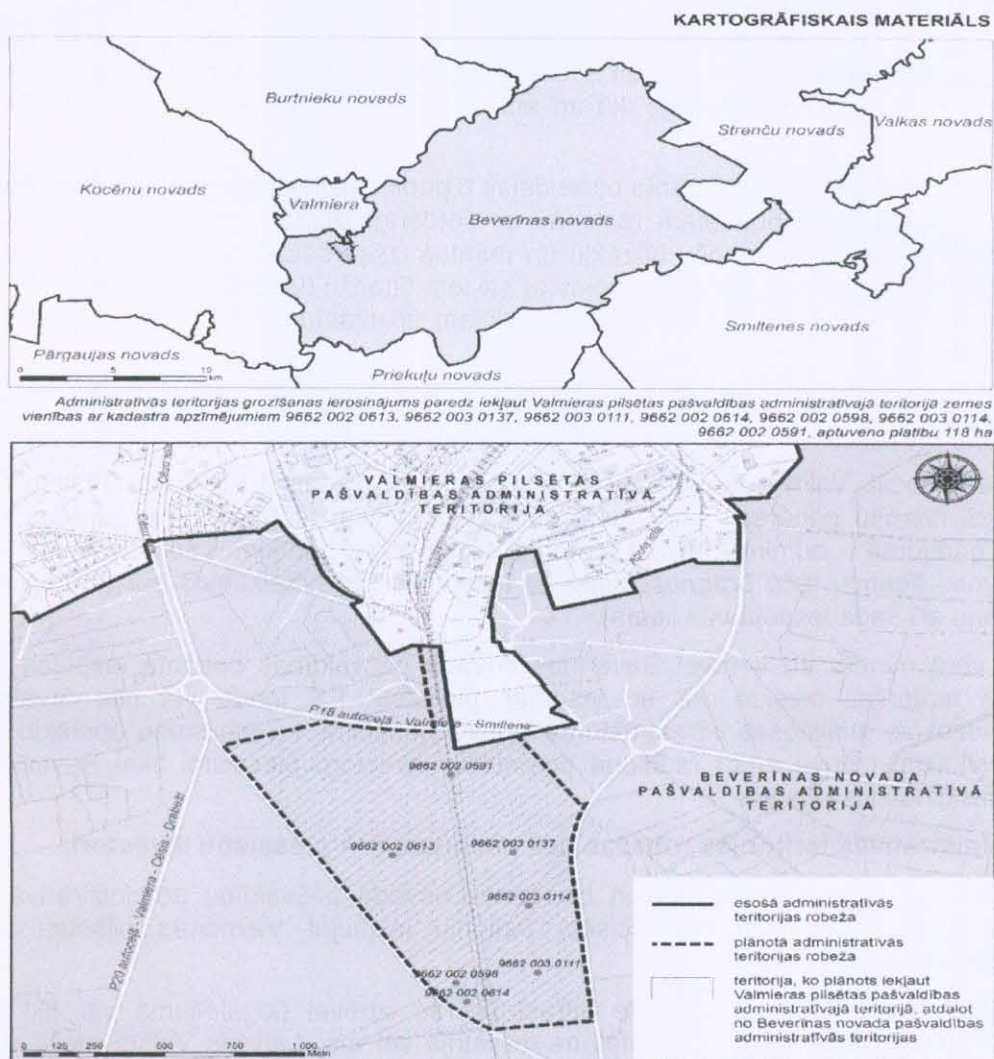 KARTOGRĀFISKAIS MATERIĀLS
Burtnieku novads
Strenču novads
Valkas novads
Kocēnu novads
Valmiera
Beverīnas novads
Smiltenes novads
Pārgaujas novads
Priekuļu novads
0 5 10
km
Administratīvās teritorijas grozīšanas ierosinājums paredz iekļaut Valmieras pilsētas pašvaldības administratīvajā teritorijā zemes
vienības ar kadastra apzīmējumiem 9662 002 0613, 9662 003 0137, 9662 003 0111, 9662 002 0614, 9662 002 0598, 9662 003 0114,
9662 002 0591, aptuveno platību 118 ha
VALMIERAS PILSĒTAS
PAŠVALDĪBAS ADMINISTRATĪVĀ
TERITORIJA
P18 autoceļš - Valmiera - Smiltene
9662 002 0591
BEVERĪNAS NOVADA
PAŠVALDĪBAS ADMINISTRATĪVĀ
TERITORIJA
9662 002 0613
9662 003 0137
9662 003 0114
9662 003 0111
9662 002 0598
9662 002 0614
P20 autoceļš - Valmiera - Cēsis - Drabeši
esošā administratīvās
teritorijas robeža
plānotā administratīvās
teritorijas robeža
teritorija, ko plānots iekļaut
Valmieras pilsētas pašvaldības
administratīvajā teritorijā, atdalot
no Beverīnas novada pašvaldības
administratīvās teritorijas
0 125 250 500 750 1 000
Metri